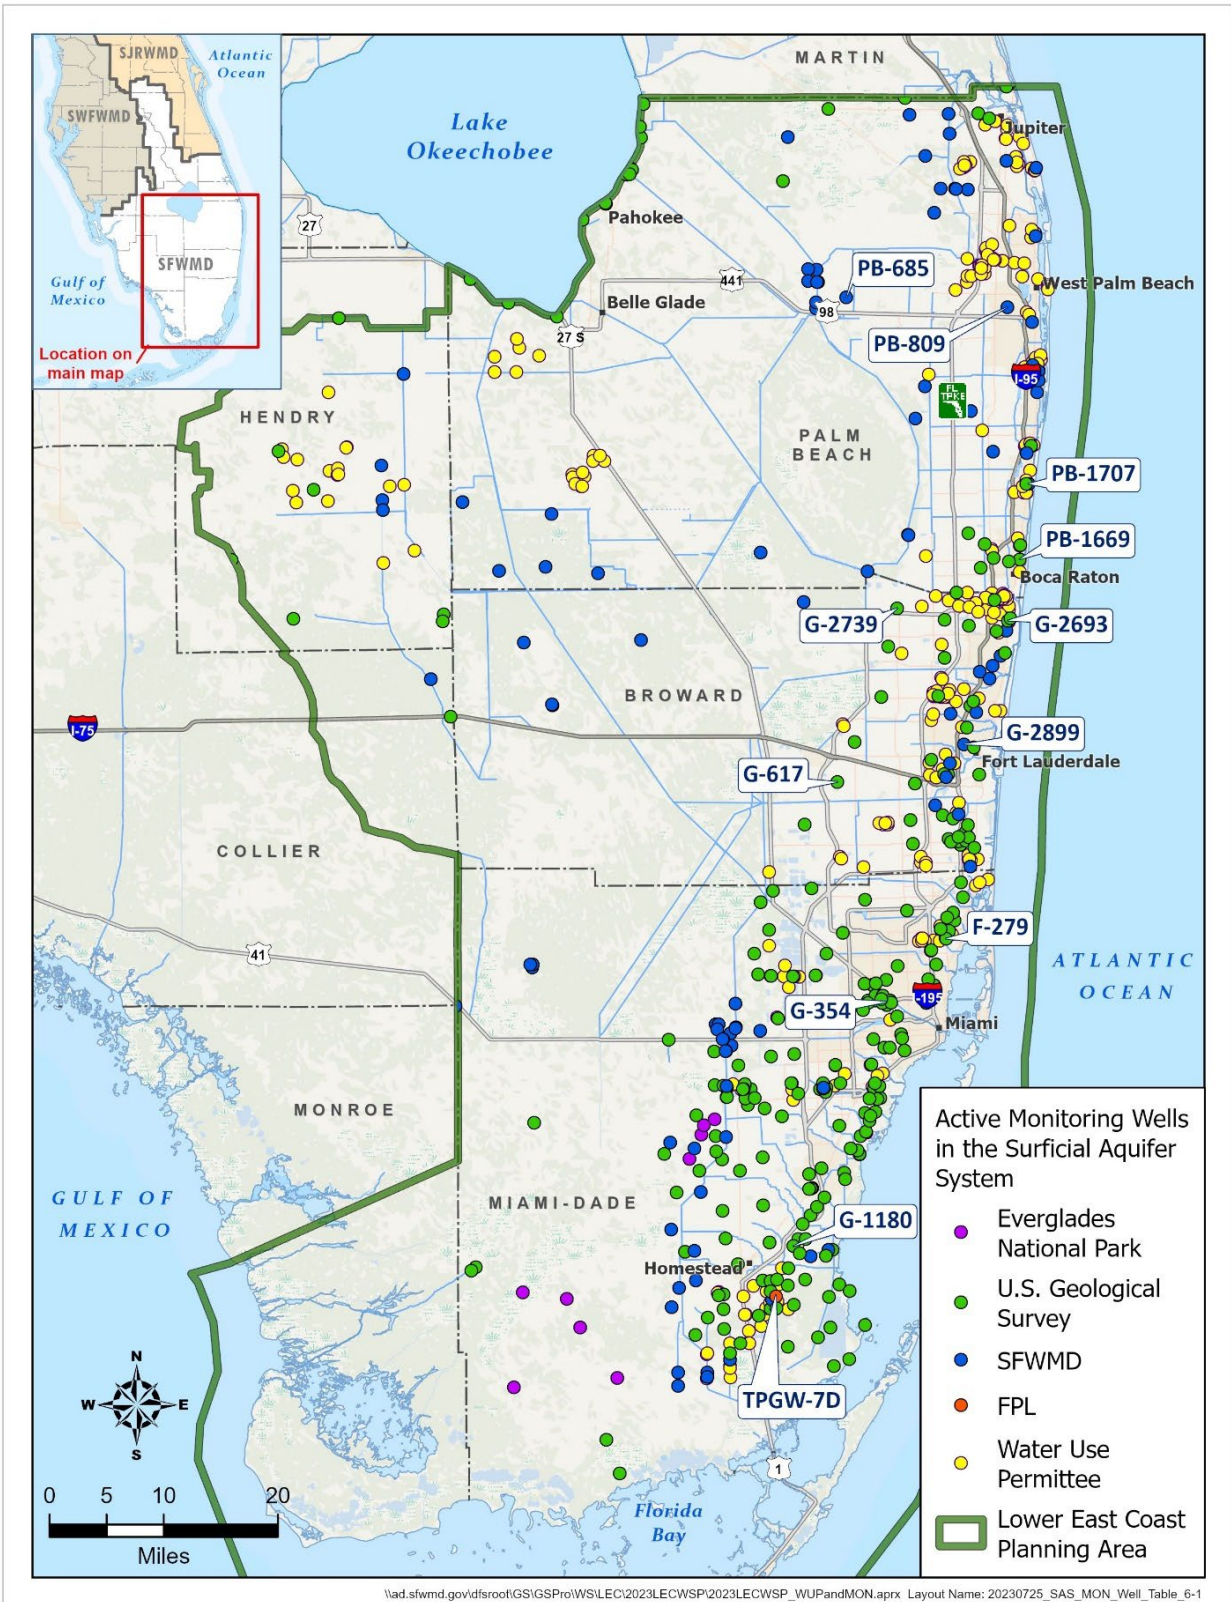 SJRWMD
Atlantic
Ocean
SWFWMD
SFWMD
Gulf of
Mexico
Location on
main map
MARTIN
Lake
Okeechobee
Jupiter
Pahokee
27
441
PB-685
West Palm Beach
Belle Glade
98
27 S
PB-809
I-95
FL
TPKE
HENDRY
PALM
BEACH
PB-1707
PB-1669
Boca Raton
G-2739
G-2693
BROWARD
I-75
G-2899
Fort Lauderdale
G-617
COLLIER
F-279
41
ATLANTIC
OCEAN
I-195
G-354
Miami
MONROE
GULF OF
MEXICO
MIAMI-DADE
G-1180
Homestead
TPGW-7D
N
W
E
S
1
0 5 10 20
Miles
Florida
Bay
Active Monitoring Wells
in the Surficial Aquifer
System
Everglades
National Park
U.S. Geological
Survey
SFWMD
FPL
Water Use
Permittee
Lower East Coast
Planning Area
\\ad.sfwmd.gov\dfsroot\GS\GSPro\WS\LEC\2023LECWSP\2023LECWSP_WUPandMON.aprx Layout Name: 20230725_SAS_MON_Well_Table_6-1